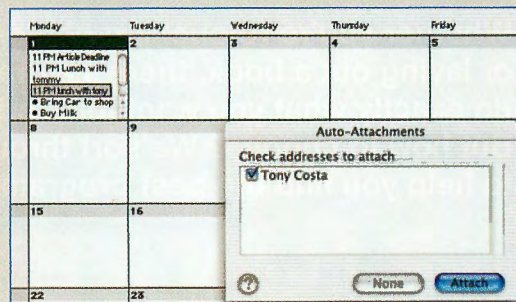 Monday Tuesday Wednesday Thursday Friday
1 2 3 4 5
11 PM Article Deadline
11 PM Lunch with
tommy
11 PM lunch with tony
• Bring Car to shop
• Buy Milk
8 9
Auto-Attachments
Check addresses to attach
Tony Costa
15 16
? None Attach
22 23